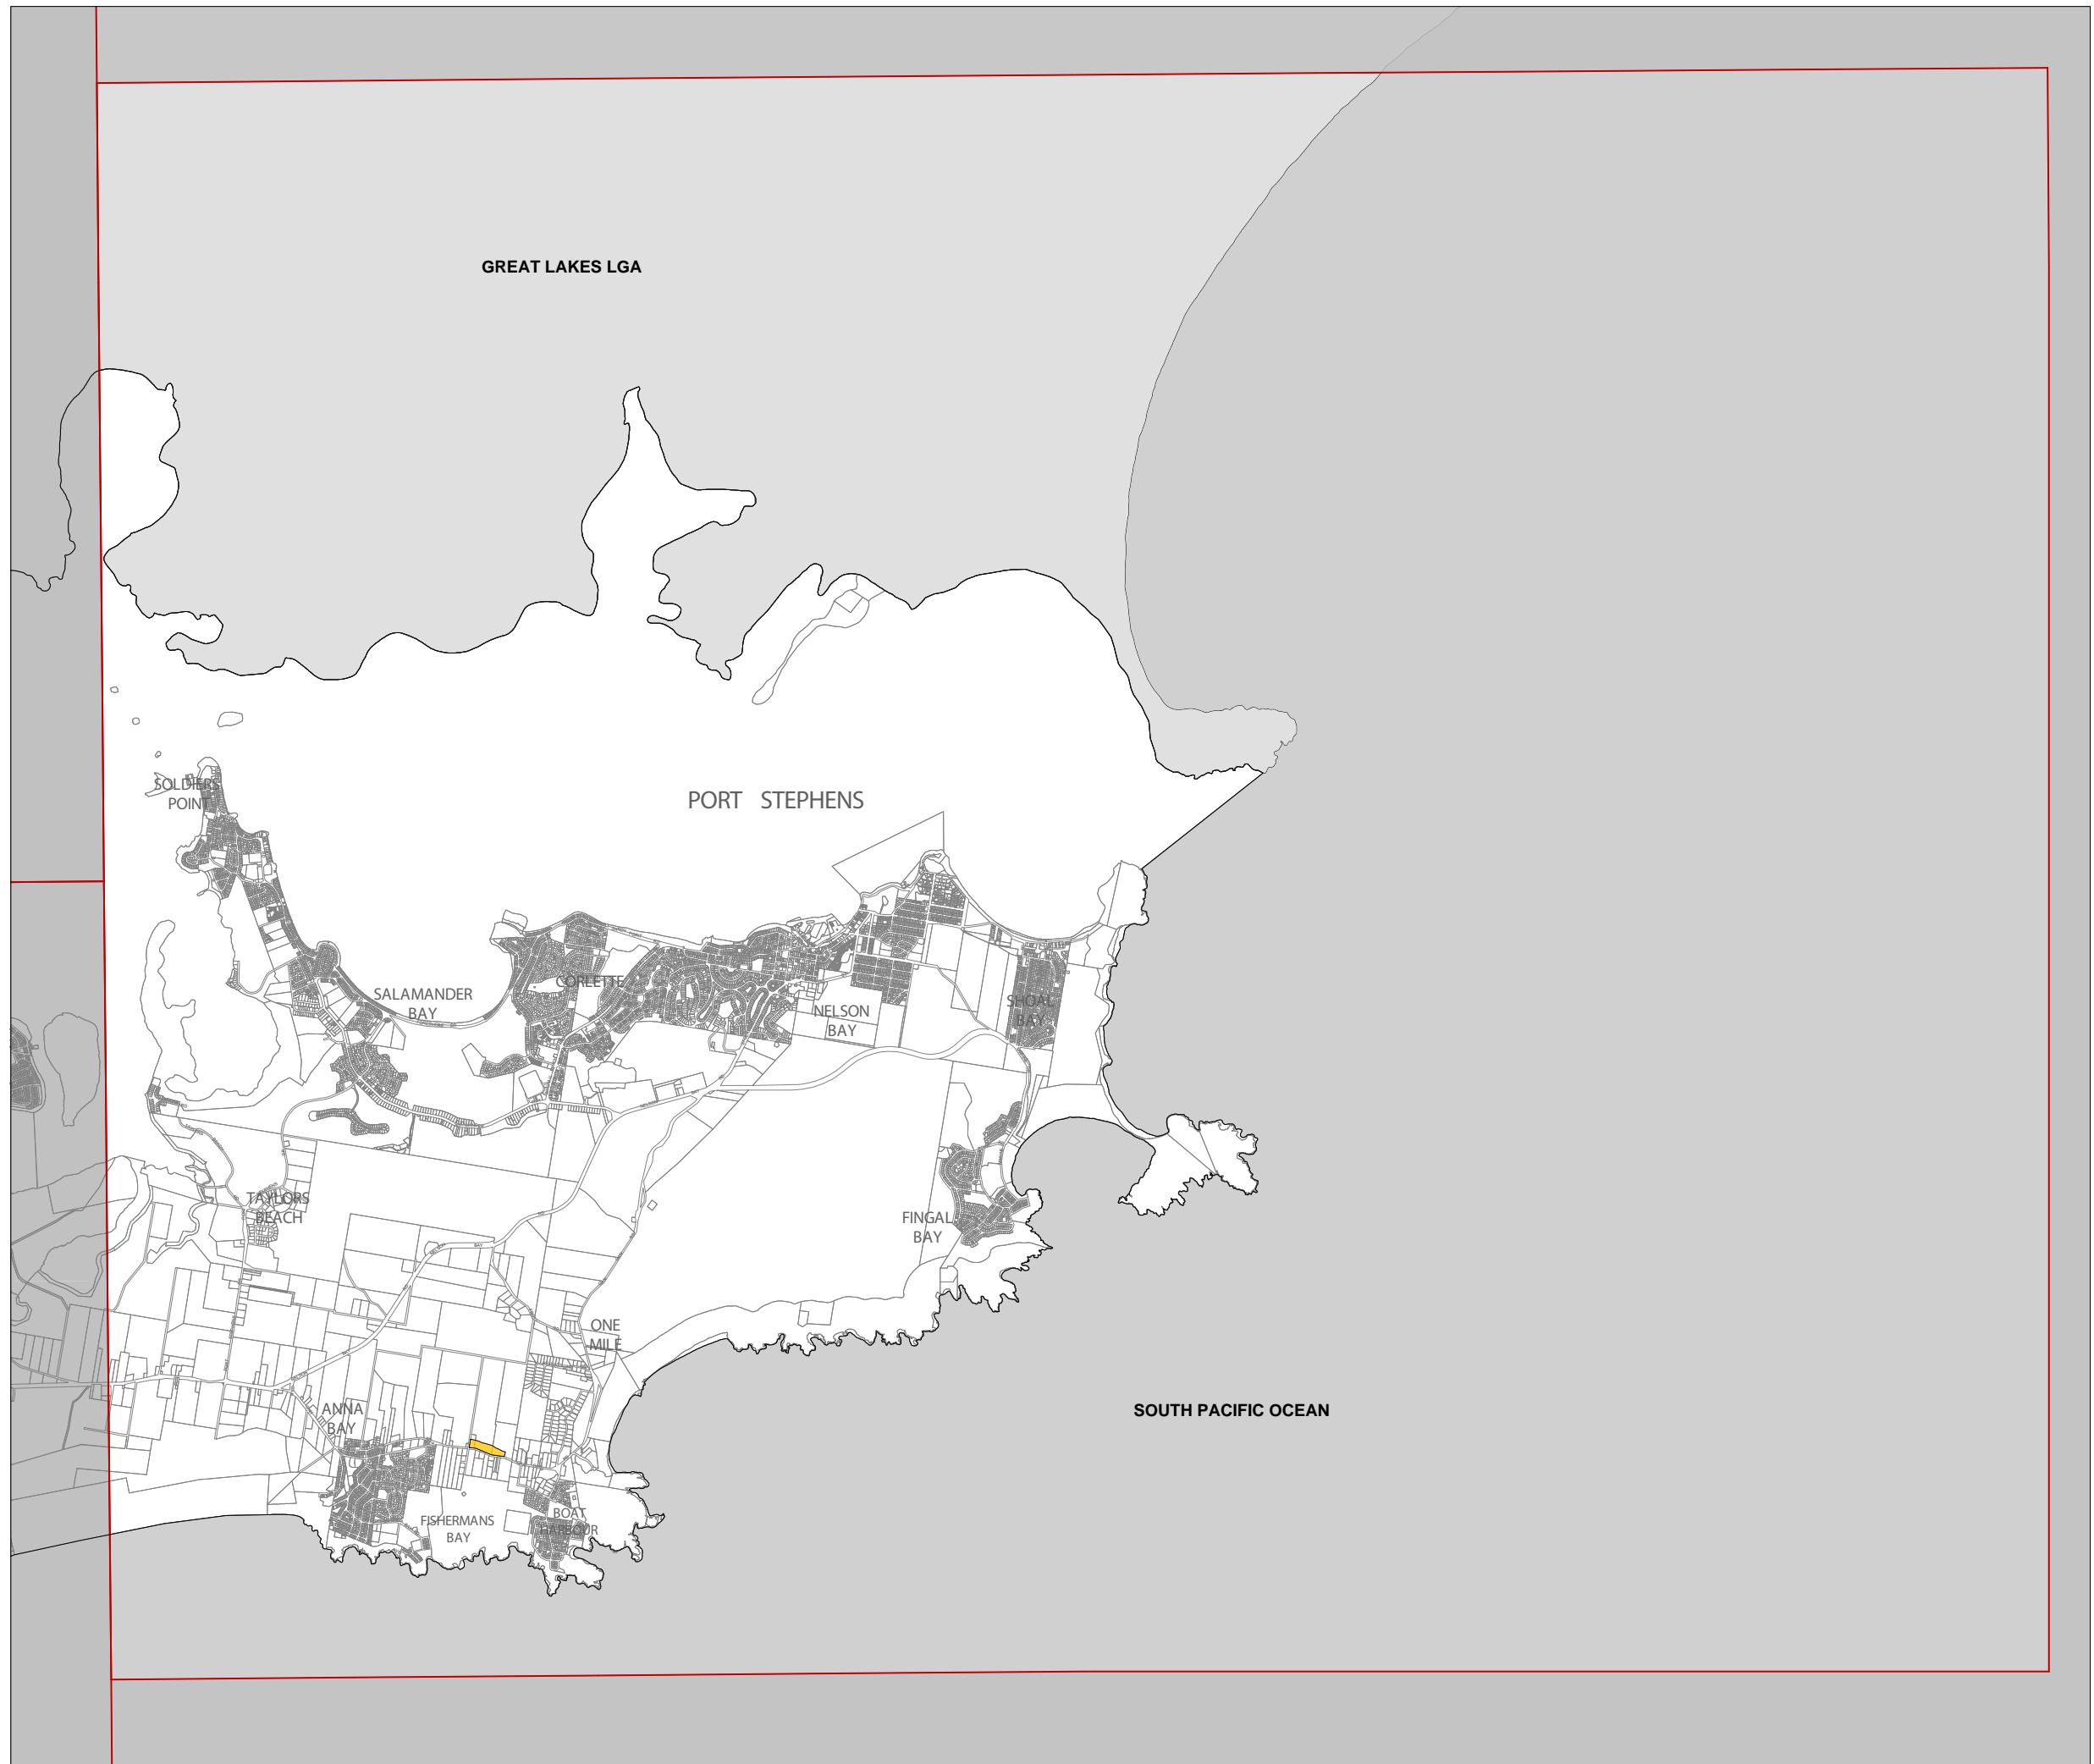 GREAT LAKES LGA
SOLDIERS
POINT
PORT STEPHENS
CORLETTE
SALAMANDER
BAY
NELSON
BAY
SHOAL
BAY
TAYLORS
BEACH
FINGAL
BAY
ONE
MILE
ANNA
BAY
SOUTH PACIFIC OCEAN
FISHERMANS
BAY
BOAT
HARBOUR